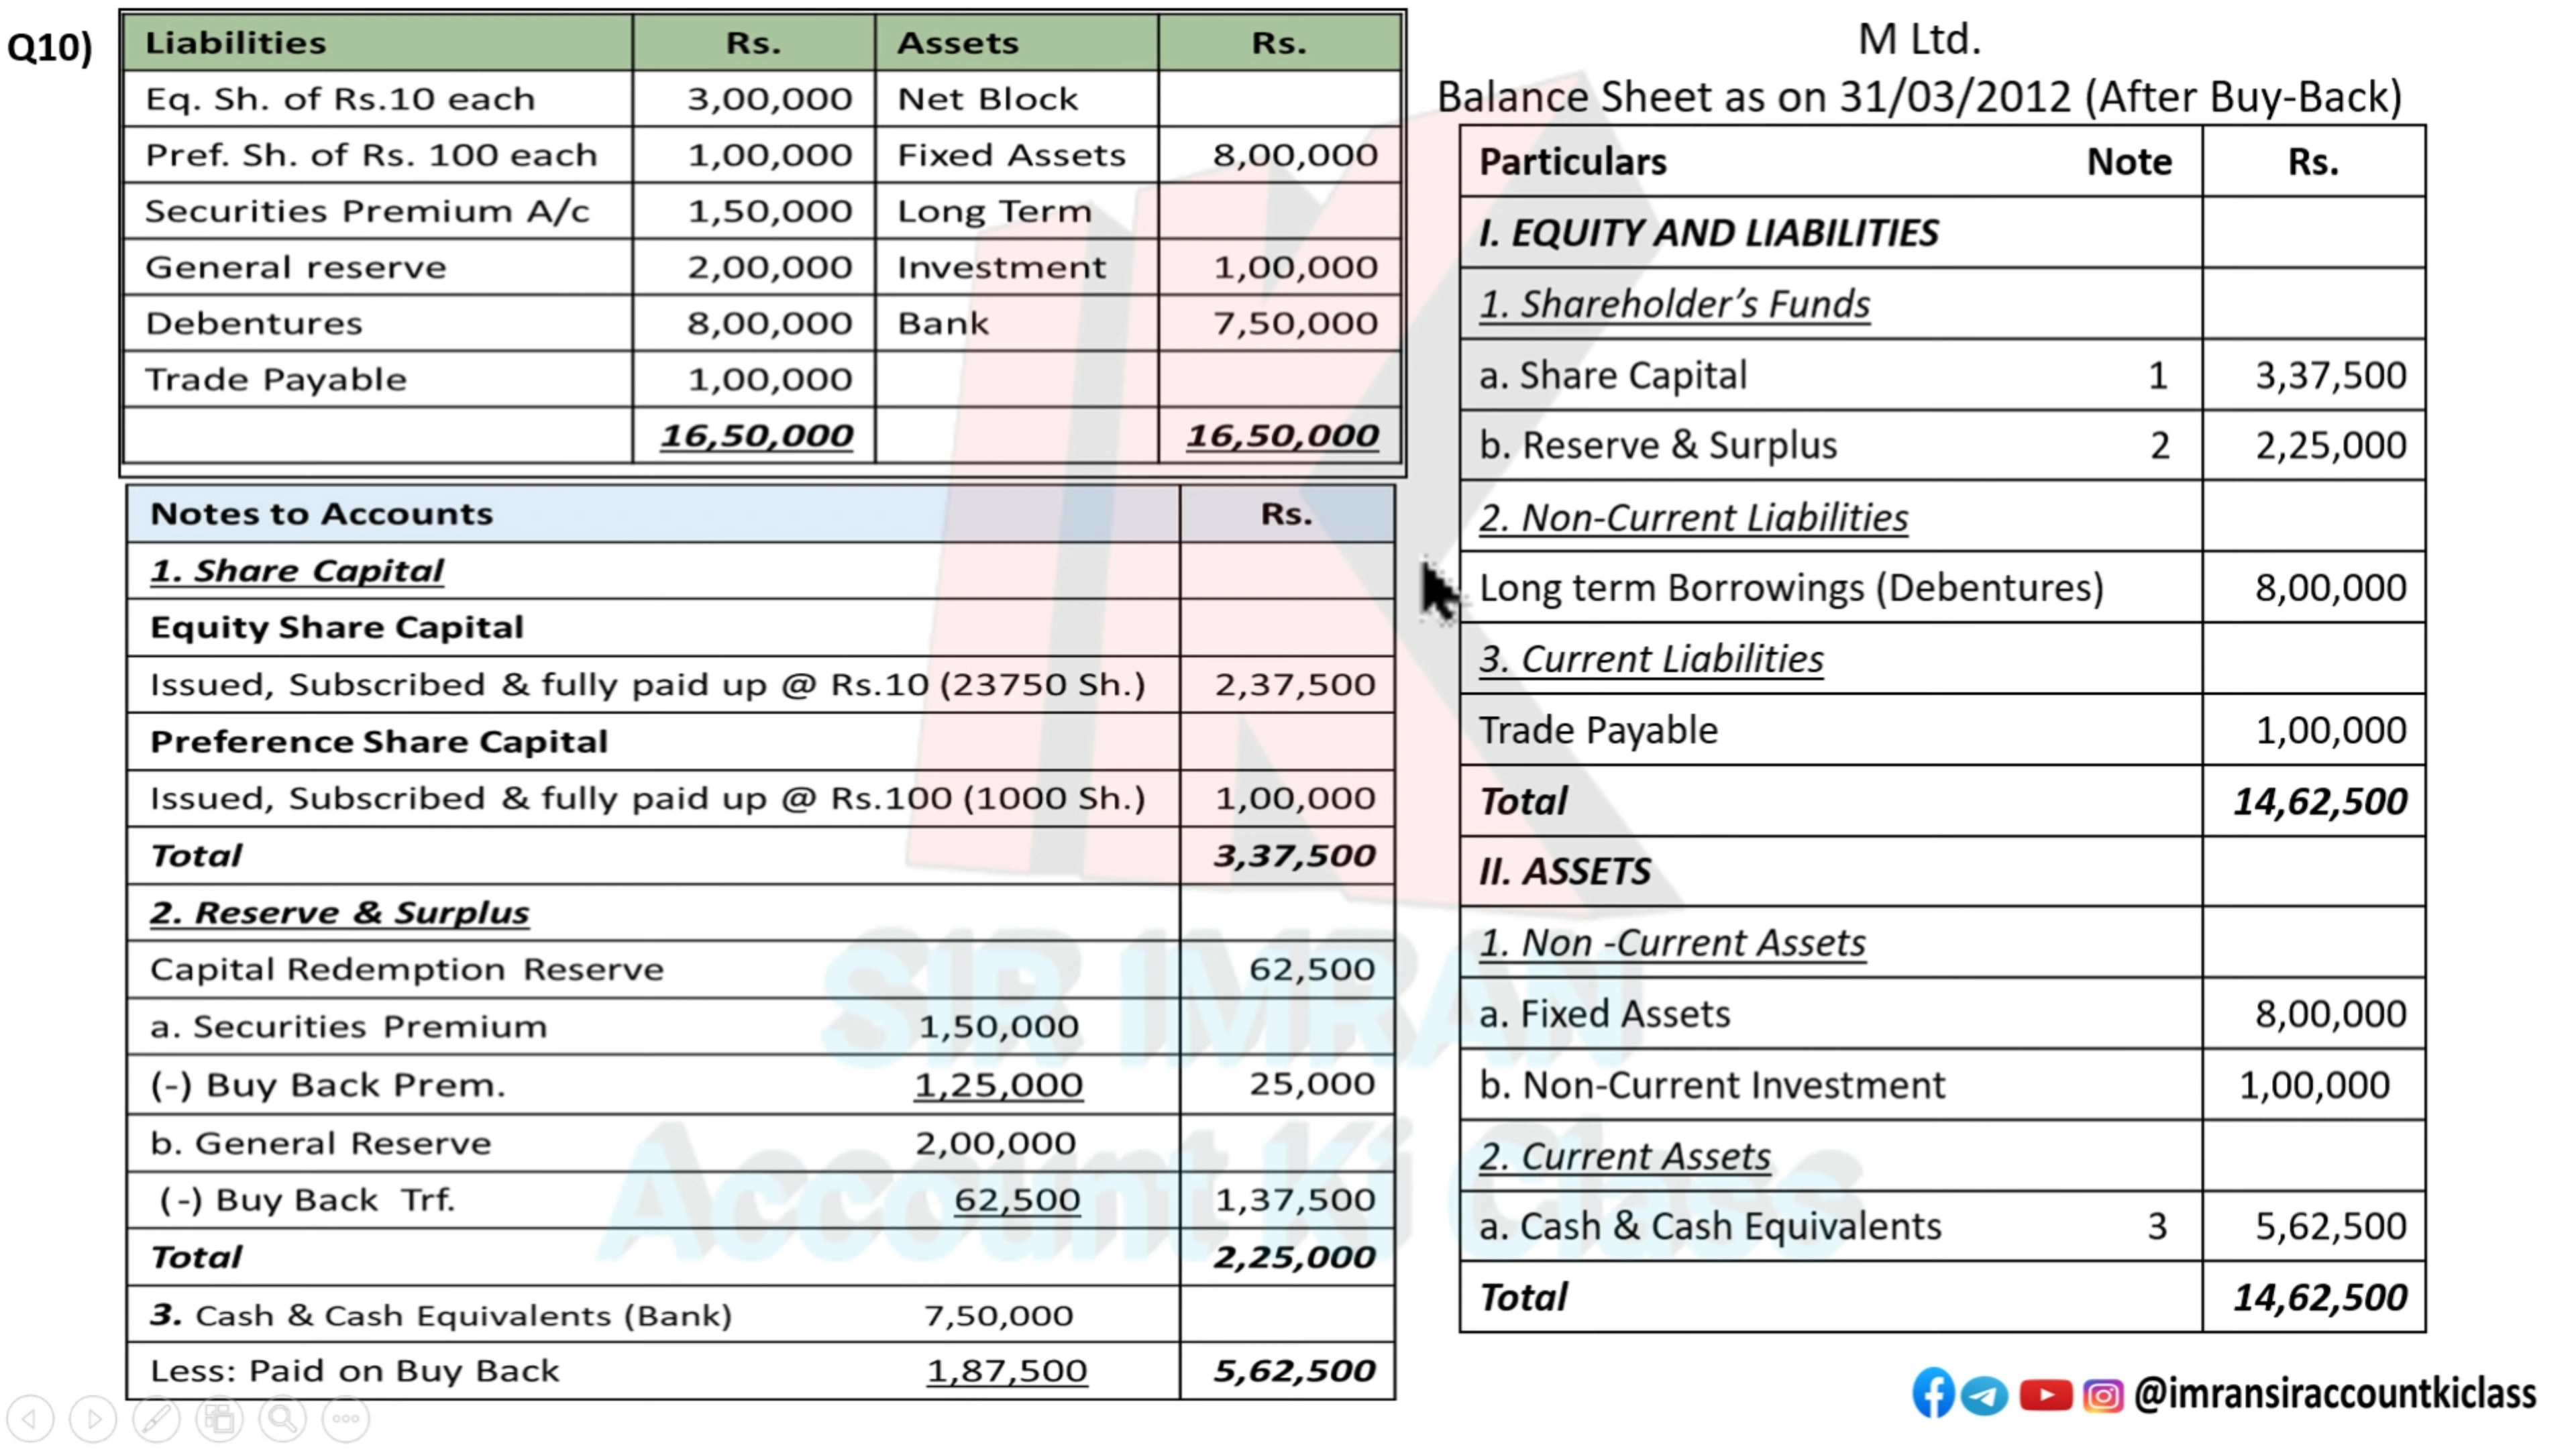 Q10)
Liabilities Rs. Assets Rs.
Eq. Sh. of Rs.10 each 3,00,000 Net Block
Pref. Sh. of Rs. 100 each 1,00,000 Fixed Assets 8,00,000
Securities Premium A/c 1,50,000 Long Term
General reserve 2,00,000 Investment 1,00,000
Debentures 8,00,000 Bank 7,50,000
Trade Payable 1,00,000
16,50,000 16,50,000
Notes to Accounts Rs.
1. Share Capital
Equity Share Capital
Issued, Subscribed & fully paid up @ Rs.10 (23750 Sh.) 2,37,500
Preference Share Capital
Issued, Subscribed & fully paid up @ Rs.100 (1000 Sh.) 1,00,000
Total 3,37,500
2. Reserve & Surplus
Capital Redemption Reserve 62,500
a. Securities Premium 1,50,000
(-) Buy Back Prem. 1,25,000 25,000
b. General Reserve 2,00,000
(-) Buy Back Trf. 62,500 1,37,500
Total 2,25,000
3. Cash & Cash Equivalents (Bank) 7,50,000
Less: Paid on Buy Back 1,87,500 5,62,500
M Ltd.
Balance Sheet as on 31/03/2012 (After Buy-Back)
Particulars Note Rs.
I. EQUITY AND LIABILITIES
1. Shareholder's Funds
a. Share Capital 1 3,37,500
b. Reserve & Surplus 2 2,25,000
2. Non-Current Liabilities
Long term Borrowings (Debentures) 8,00,000
3. Current Liabilities
Trade Payable 1,00,000
Total 14,62,500
II. ASSETS
1. Non -Current Assets
a. Fixed Assets 8,00,000
b. Non-Current Investment 1,00,000
2. Current Assets
a. Cash & Cash Equivalents 3 5,62,500
Total 14,62,500
SIR IMRAN
Account Ki Class
@imransiraccountkiclass